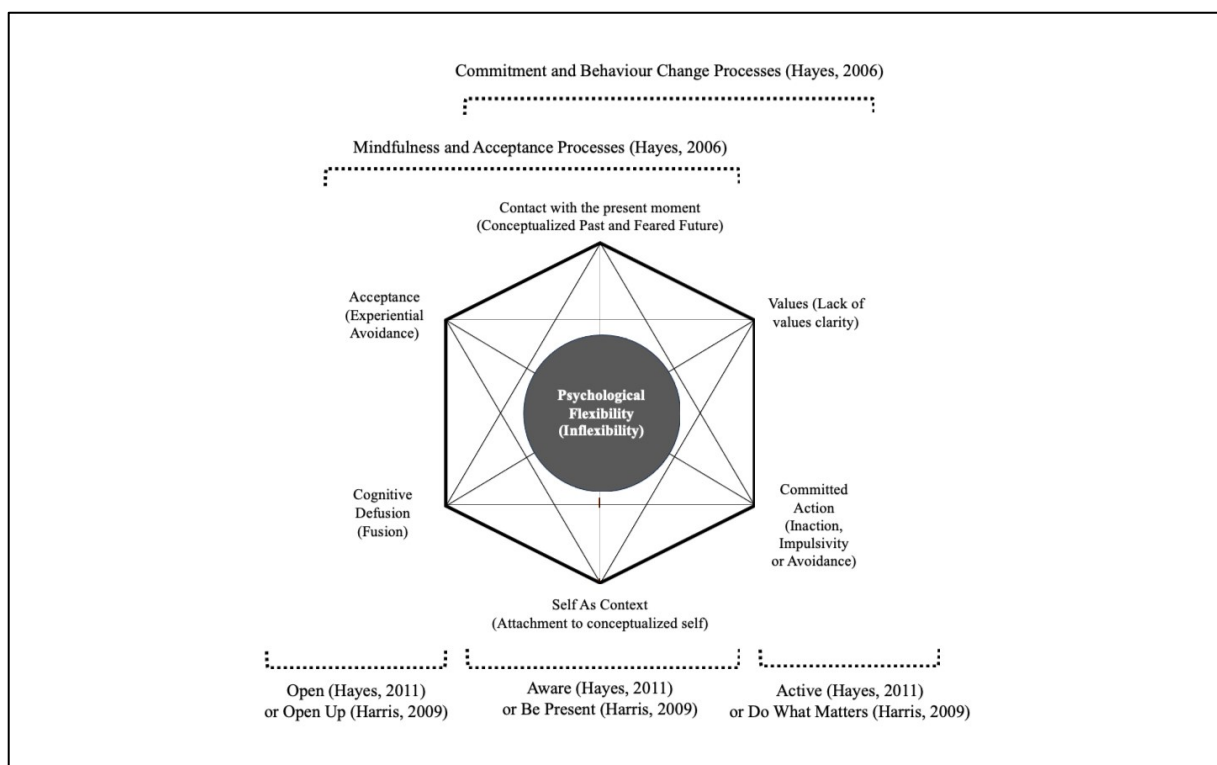 Commitment and Behaviour Change Processes (Hayes, 2006)
Mindfulness and Acceptance Processes (Hayes, 2006)
Contact with the present moment
(Conceptualized Past and Feared Future)
Acceptance
(Experiential
Avoidance)
Values (Lack of
values clarity)
Psychological
Flexibility
(Inflexibility)
Cognitive
Defusion
(Fusion)
Committed
Action
(Inaction,
Impulsivity
or Avoidance)
Self As Context
(Attachment to conceptualized self)
Open (Hayes, 2011)
or Open Up (Harris, 2009)
Aware (Hayes, 2011)
or Be Present (Harris, 2009)
Active (Hayes, 2011)
or Do What Matters (Harris, 2009)